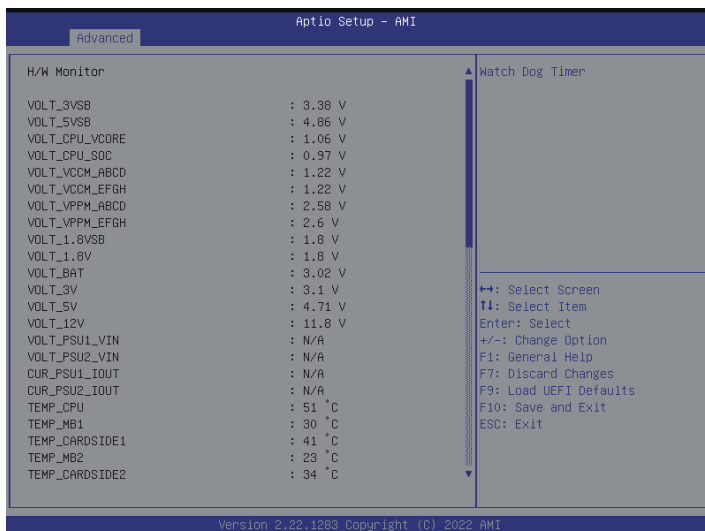 Aptio Setup - AMI
Advanced
H/W Monitor
VOLT_3VSB : 3.38 V
VOLT_5VSB : 4.86 V
VOLT_CPU_VCORE : 1.06 V
VOLT_CPU_SOC : 0.97 V
VOLT_VCCM_ABCD : 1.22 V
VOLT_VCCM_EFGH : 1.22 V
VOLT_VPPM_ABCD : 2.58 V
VOLT_VPPM_EFGH : 2.6 V
VOLT_1.8VSB : 1.8 V
VOLT_1.8V : 1.8 V
VOLT_BAT : 3.02 V
VOLT_3V : 3.1 V
VOLT_5V : 4.71 V
VOLT_12V : 11.8 V
VOLT_PSU1_VIN : N/A
VOLT_PSU2_VIN : N/A
CUR_PSU1_IOUT : N/A
CUR_PSU2_IOUT : N/A
TEMP_CPU : 51 °C
TEMP_MB1 : 30 °C
TEMP_CARDSIDE1 : 41 °C
TEMP_MB2 : 23 °C
TEMP_CARDSIDE2 : 34 °C
Watch Dog Timer
↔: Select Screen
↑↓: Select Item
Enter: Select
+/-: Change Option
F1: General Help
F7: Discard Changes
F9: Load UEFI Defaults
F10: Save and Exit
ESC: Exit
Version 2.22.1283 Copyright (C) 2022 AMI